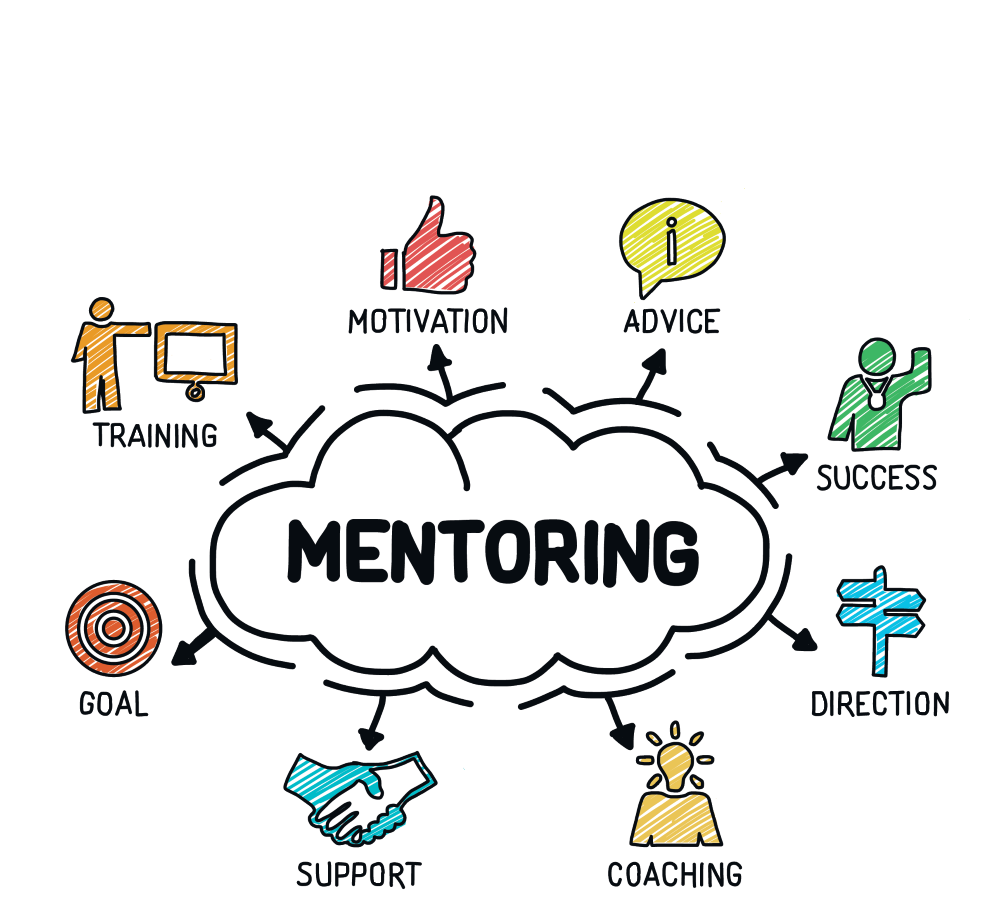 MOTIVATION
ADVICE
TRAINING
SUCCESS
MENTORING
GOAL
DIRECTION
SUPPORT
COACHING